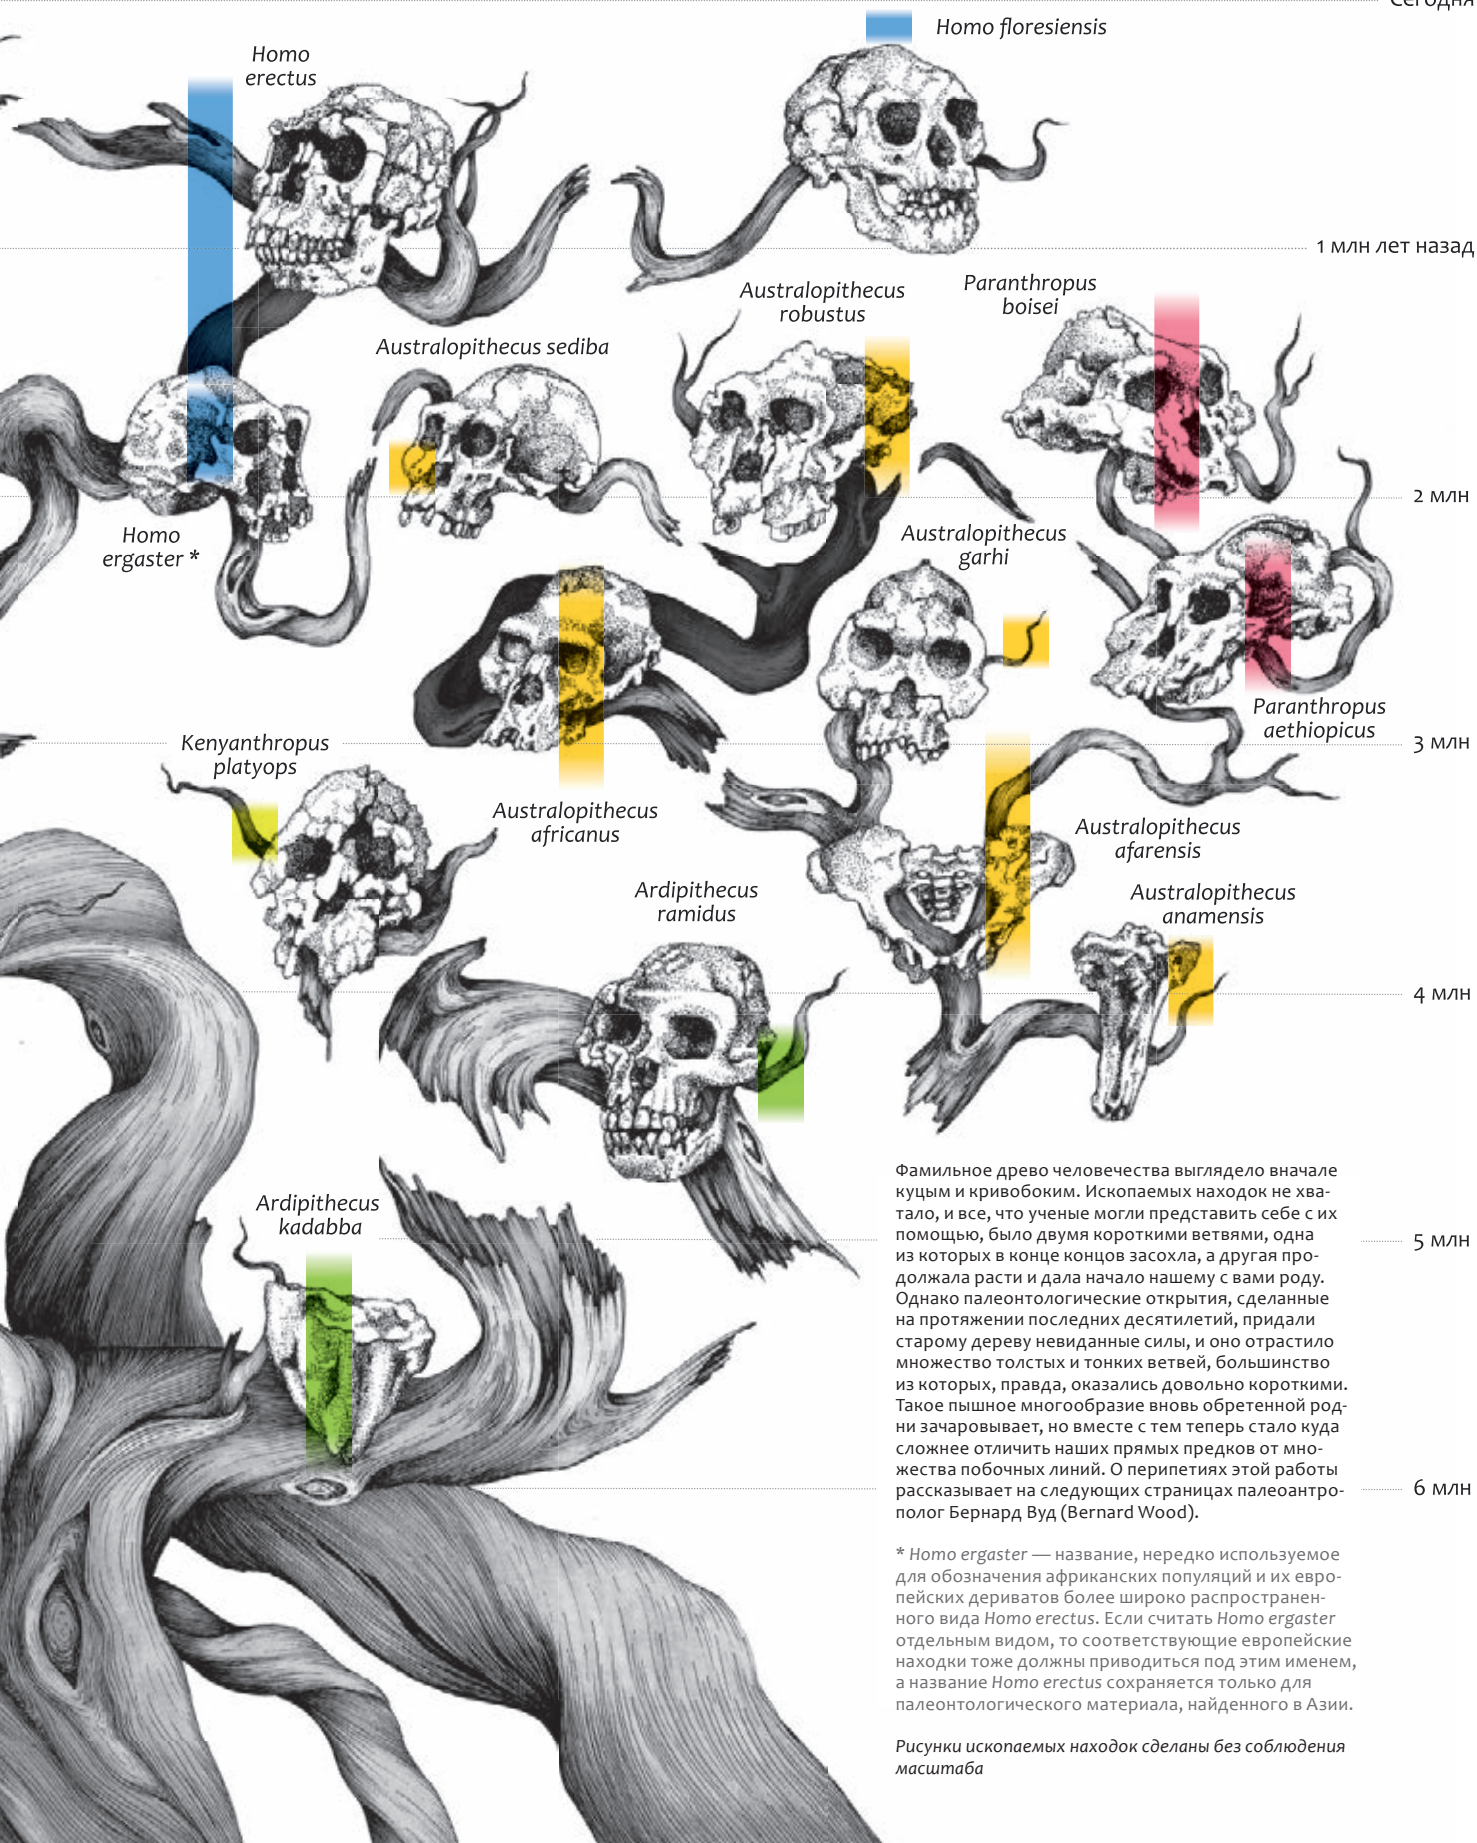 Сегодня
Homo floresiensis
Homo
erectus
1 млн лет назад
Australopithecus
robustus
Paranthropus
boisei
Australopithecus sediba
2 млн
Homo
ergaster *
Australopithecus
garhi
Paranthropus
aethiopicus
3 млн
Kenyanthropus
platyops
Australopithecus
africanus
Australopithecus
afarensis
Ardipithecus
ramidus
Australopithecus
anamensis
4 млн
Ardipithecus
kadabba
5 млн
6 млн
Фамильное древо человечества выглядело вначале
куцым и кривобоким. Ископаемых находок не хва-
тало, и все, что ученые могли представить себе с их
помощью, было двумя короткими ветвями, одна
из которых в конце концов засохла, а другая про-
должала расти и дала начало нашему с вами роду.
Однако палеонтологические открытия, сделанные
на протяжении последних десятилетий, придали
старому дереву невиданные силы, и оно отрастило
множество толстых и тонких ветвей, большинство
из которых, правда, оказались довольно короткими.
Такое пышное многообразие вновь обретенной род-
ни зачаровывает, но вместе с тем теперь стало куда
сложнее отличить наших прямых предков от мно-
жества побочных линий. О перипетиях этой работы
рассказывает на следующих страницах палеоантро-
полог Бернард Вуд (Bernard Wood).
* Homo ergaster — название, нередко используемое
для обозначения африканских популяций и их евро-
пейских дериватов более широко распространен-
ного вида Homo erectus. Если считать Homo ergaster
отдельным видом, то соответствующие европейские
находки тоже должны приводиться под этим именем,
а название Homo erectus сохраняется только для
палеонтологического материала, найденного в Азии.
Рисунки ископаемых находок сделаны без соблюдения
масштаба